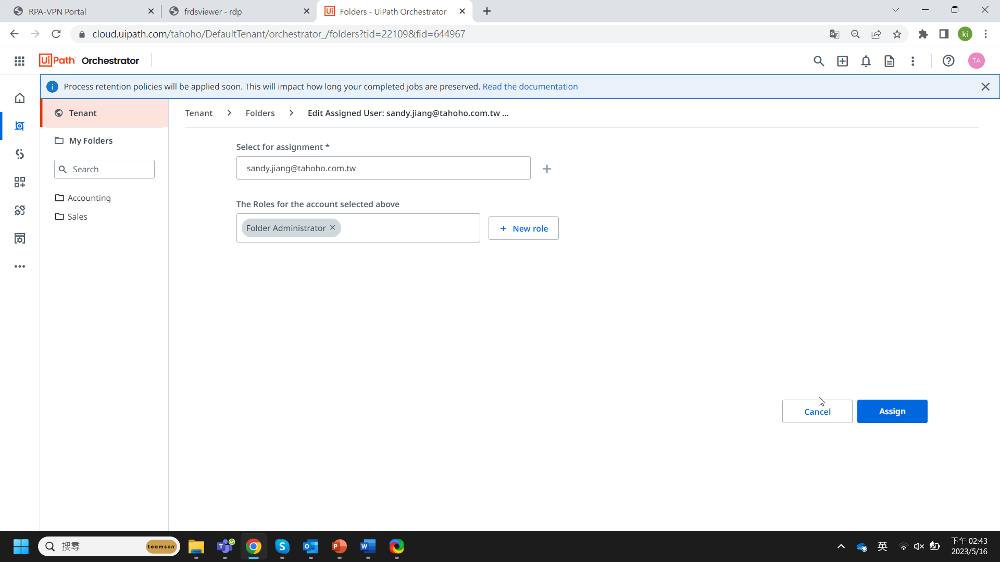 RPA-VPN Portal
frdsviewer - rdp
Folders - UiPath Orchestrator
cloud.uipath.com/tahoho/DefaultTenant/orchestrator_/folders?tid=22109&fid=644967
ki
UiPath Orchestrator
TA
Process retention policies will be applied soon. This will impact how long your completed jobs are preserved. Read the documentation
Tenant
My Folders
Search
Accounting
Sales
Tenant > Folders > Edit Assigned User: sandy.jiang@tahoho.com.tw ...
Select for assignment *
sandy.jiang@tahoho.com.tw
The Roles for the account selected above
Folder Administrator
+ New role
Cancel
Assign
搜尋
teamson
英
下午 02:43
2023/5/16